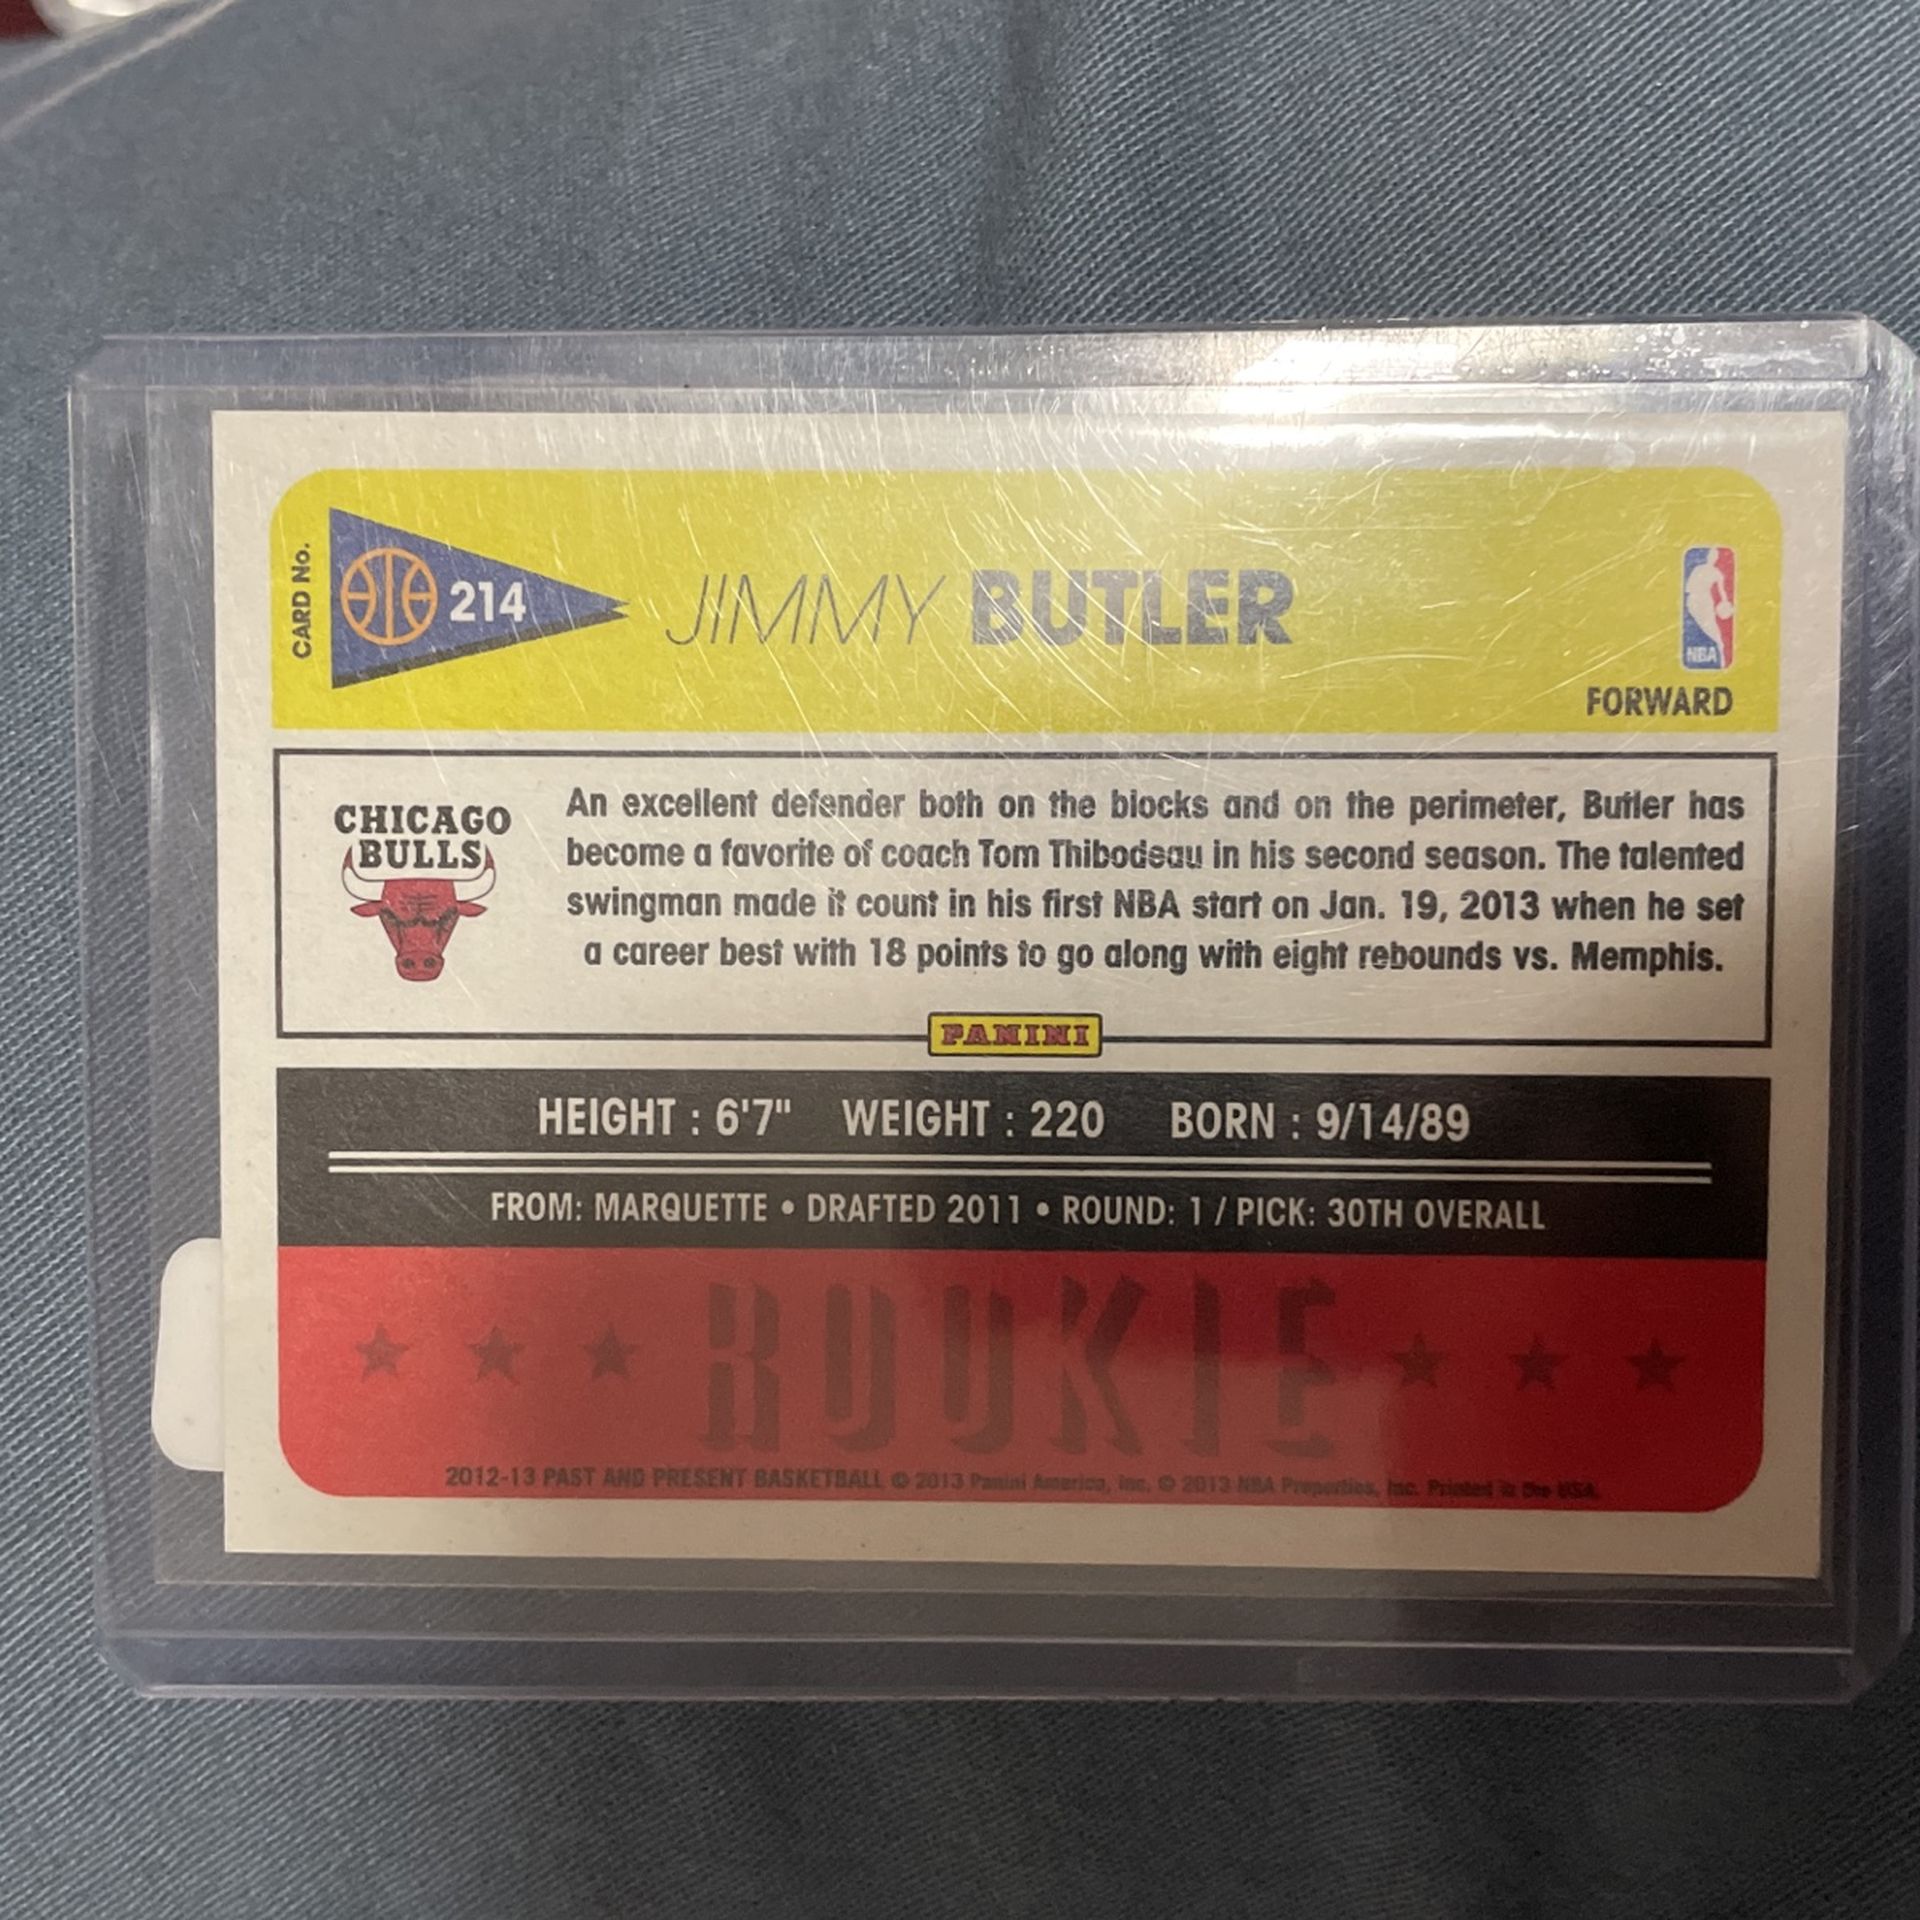 CARD No.
214
JIMMY BUTLER
NBA
FORWARD
CHICAGO
BULLS
An excellent defender both on the blocks and on the perimeter, Butler has
become a favorite of coach Tom Thibodeau in his second season. The talented
swingman made it count in his first NBA start on Jan. 19, 2013 when he set
a career best with 18 points to go along with eight rebounds vs. Memphis.
PANINI
HEIGHT : 6'7" WEIGHT : 220 BORN : 9/14/89
FROM: MARQUETTE • DRAFTED 2011 • ROUND: 1 / PICK: 30TH OVERALL
ROOKIE
2012-13 PAST AND PRESENT BASKETBALL © 2013 Panini America, Inc. © 2013 NBA Properties, Inc. Printed in the USA.